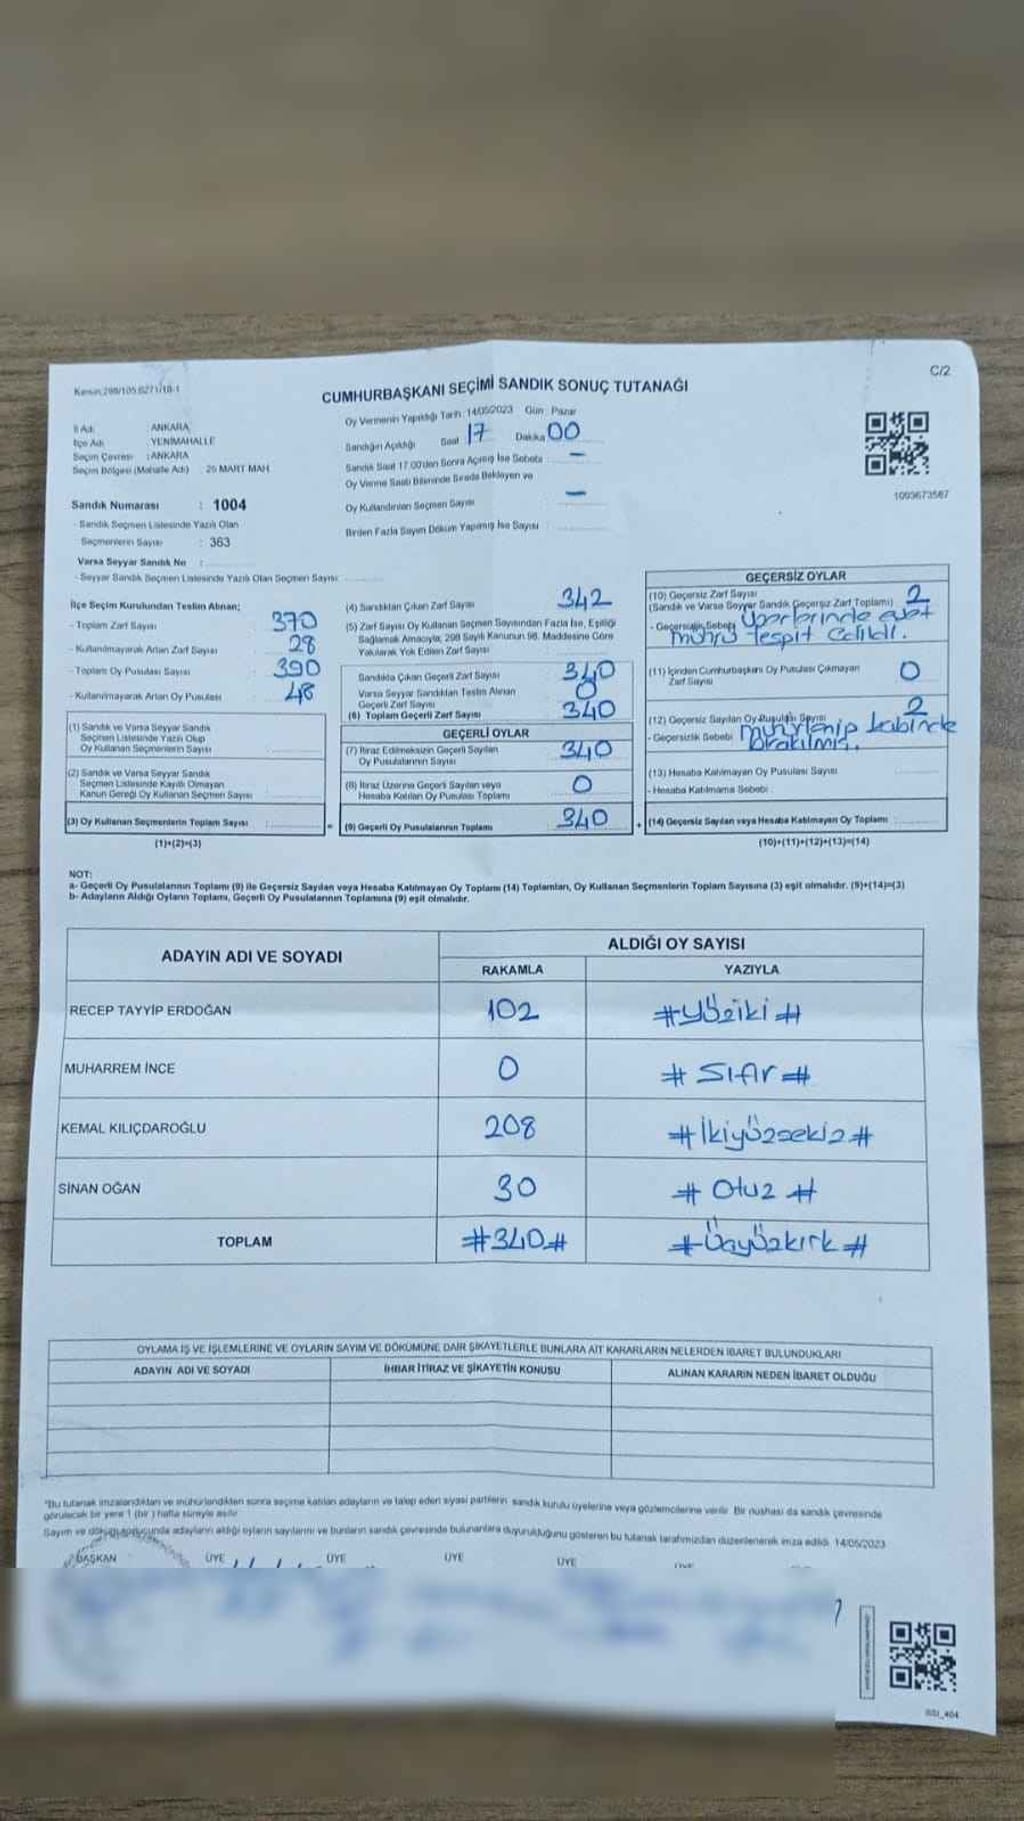 C/2
CUMHURBAŞKANI SEÇİMİ SANDIK SONUÇ TUTANAĞI
İl Adı : ANKARA
İlçe Adı : YENİMAHALLE
Seçim Çevresi : ANKARA
Seçim Bölgesi (Mahalle Adı) 25 MART MAH
Sandık Numarası : 1004
- Sandık Seçmen Listesinde Yazılı Olan
Seçmenlerin Sayısı : 363
Varsa Seyyar Sandık No :
- Seyyar Sandık Seçmen Listesinde Yazılı Olan Seçmen Sayısı
Oy Vermenin Yapıldığı Tarih : 14/05/2023 Gün : Pazar
Sandığın Açıldığı Saat 17 Dakika 00
Sandık Saat 17.00'den Sonra Açılmış İse Sebebi : -
Oy Verme Saati Bitiminde Sırada Bekleyen ve
Oy Kullandırılan Seçmen Sayısı -
Birden Fazla Sayım Döküm Yapılmış İse Sayısı
1003673567
İlçe Seçim Kurulundan Teslim Alınan;
- Toplam Zarf Sayısı 370
- Kullanılmayarak Artan Zarf Sayısı 28
- Toplam Oy Pusulası Sayısı 390
- Kullanılmayarak Artan Oy Pusulası 48
(1) Sandık ve Varsa Seyyar Sandık
Seçmen Listesinde Yazılı Olup
Oy Kullanan Seçmenlerin Sayısı
(2) Sandık ve Varsa Seyyar Sandık
Seçmen Listesinde Kayıtlı Olmayan
Kanun Gereği Oy Kullanan Seçmen Sayısı
(3) Oy Kullanan Seçmenlerin Toplam Sayısı :
(1)+(2)=(3)
(4) Sandıktan Çıkan Zarf Sayısı 342
(5) Zarf Sayısı Oy Kullanan Seçmen Sayısından Fazla İse, Eşitliği
Sağlamak Amacıyla, 298 Sayılı Kanunun 98. Maddesine Göre
Yakılarak Yok Edilen Zarf Sayısı
Sandıkta Çıkan Geçerli Zarf Sayısı 340
Varsa Seyyar Sandıktan Teslim Alınan
Geçerli Zarf Sayısı 0
(6) Toplam Geçerli Zarf Sayısı 340
GEÇERLİ OYLAR
(7) İtiraz Edilmeksizin Geçerli Sayılan
Oy Pusulalarının Sayısı 340
(8) İtiraz Üzerine Geçerli Sayılan veya
Hesaba Katılan Oy Pusulası Toplamı 0
= (9) Geçerli Oy Pusulalarının Toplamı 340
GEÇERSİZ OYLAR
(10) Geçersiz Zarf Sayısı 2
(Sandık ve Varsa Seyyar Sandık Geçersiz Zarf Toplamı)
- Geçersizlik Sebebi üzerlerinde evet
mührü tespit edildi.
(11) İçinden Cumhurbaşkanı Oy Pusulası Çıkmayan
Zarf Sayısı 0
(12) Geçersiz Sayılan Oy Pusulası Sayısı 2
- Geçersizlik Sebebi mühürlenip kabinde
bırakılmış.
(13) Hesaba Katılmayan Oy Pusulası Sayısı
- Hesaba Katılmama Sebebi :
+ (14) Geçersiz Sayılan veya Hesaba Katılmayan Oy Toplamı :
(10)+(11)+(12)+(13)=(14)
NOT:
a- Geçerli Oy Pusulalarının Toplamı (9) ile Geçersiz Sayılan veya Hesaba Katılmayan Oy Toplamı (14) Toplamları, Oy Kullanan Seçmenlerin Toplam Sayısına (3) eşit olmalıdır. (9)+(14)=(3)
b- Adayların Aldığı Oyların Toplamı, Geçerli Oy Pusulalarının Toplamına (9) eşit olmalıdır.
ADAYIN ADI VE SOYADI ALDIĞI OY SAYISI
RAKAMLA YAZIYLA
RECEP TAYYİP ERDOĞAN 102 #Yüziki#
MUHARREM İNCE 0 #Sıfır#
KEMAL KILIÇDAROĞLU 208 #İkiyüzsekiz#
SİNAN OĞAN 30 #Otuz#
TOPLAM #340# #Üçyüzkırk#
OYLAMA İŞ VE İŞLEMLERİNE VE OYLARIN SAYIM VE DÖKÜMÜNE DAİR ŞİKAYETLERLE BUNLARA AİT KARARLARIN NELERDEN İBARET BULUNDUKLARI
ADAYIN ADI VE SOYADI İHBAR İTİRAZ VE ŞİKAYETİN KONUSU ALINAN KARARIN NEDEN İBARET OLDUĞU
*Bu tutanak imzalandıktan ve mühürlendikten sonra seçime katılan adayların ve talep eden siyasi partilerin sandık kurulu üyelerine veya gözlemcilerine verilir. Bir nüshası da sandık çevresinde
görülecek bir yere 1 (bir) hafta süreyle asılır.
Sayım ve döküm sonucunda adayların aldığı oyların sayılarını ve bunların sandık çevresinde bulunanlara duyurulduğunu gösteren bu tutanak tarafımızdan düzenlenerek imza edildi. 14/05/2023
BAŞKAN ÜYE ÜYE ÜYE ÜYE